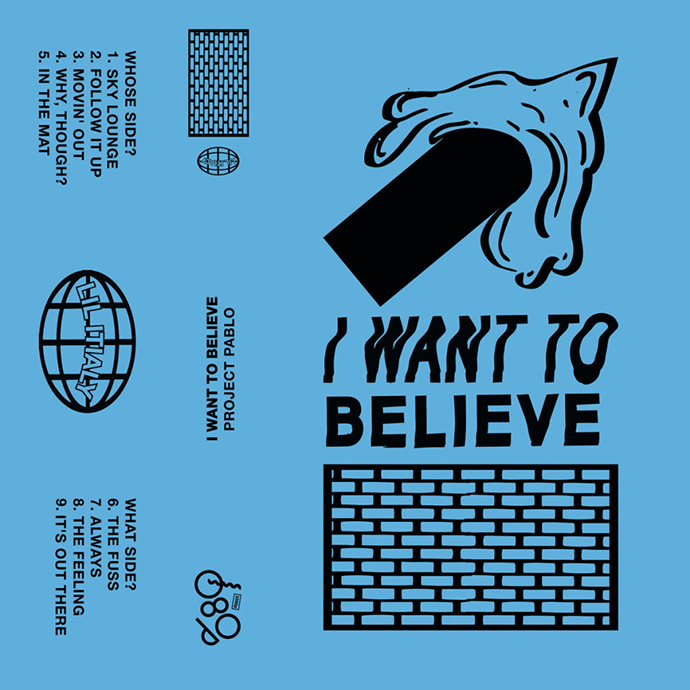 WHOSE SIDE?
1. SKY LOUNGE
2. FOLLOW IT UP
3. MOVIN' OUT
4. WHY, THOUGH?
5. IN THE MAT
LIL ITIALY
WHAT SIDE?
6. THE FUSS
7. ALWAYS
8. THE FEELING
9. IT'S OUT THERE
I WANT TO BELIEVE
PROJECT PABLO
I WANT TO
BELIEVE